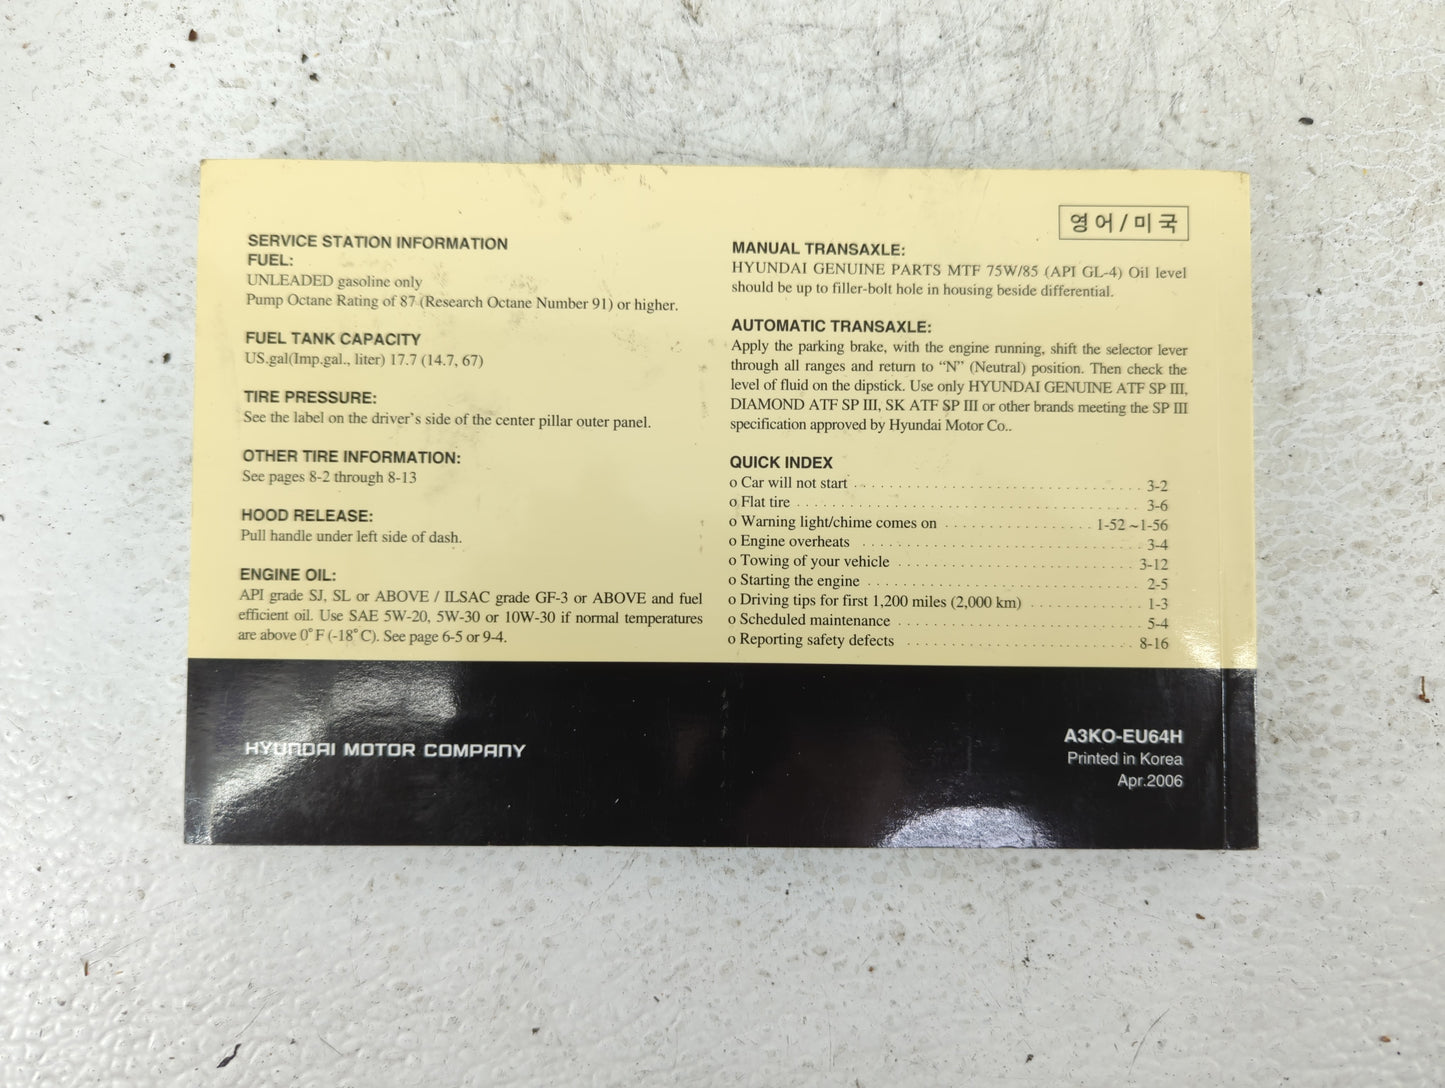 SERVICE STATION INFORMATION
FUEL:
UNLEADED gasoline only
Pump Octane Rating of 87 (Research Octane Number 91) or higher.
FUEL TANK CAPACITY
US.gal(Imp.gal., liter) 17.7 (14.7, 67)
TIRE PRESSURE:
See the label on the driver's side of the center pillar outer panel.
OTHER TIRE INFORMATION:
See pages 8-2 through 8-13
HOOD RELEASE:
Pull handle under left side of dash.
ENGINE OIL:
API grade SJ, SL or ABOVE / ILSAC grade GF-3 or ABOVE and fuel
efficient oil. Use SAE 5W-20, 5W-30 or 10W-30 if normal temperatures
are above 0°F (-18°C). See page 6-5 or 9-4.
영어/미국
MANUAL TRANSAXLE:
HYUNDAI GENUINE PARTS MTF 75W/85 (API GL-4) Oil level
should be up to filler-bolt hole in housing beside differential.
AUTOMATIC TRANSAXLE:
Apply the parking brake, with the engine running, shift the selector lever
through all ranges and return to “N” (Neutral) position. Then check the
level of fluid on the dipstick. Use only HYUNDAI GENUINE ATF SP III,
DIAMOND ATF SP III, SK ATF SP III or other brands meeting the SP III
specification approved by Hyundai Motor Co..
QUICK INDEX
o Car will not start 3-2
o Flat tire 3-6
o Warning light/chime comes on 1-52 ~1-56
o Engine overheats 3-4
o Towing of your vehicle 3-12
o Starting the engine 2-5
o Driving tips for first 1,200 miles (2,000 km) 1-3
o Scheduled maintenance 5-4
o Reporting safety defects 8-16
HYUNDAI MOTOR COMPANY
A3KO-EU64H
Printed in Korea
Apr.2006